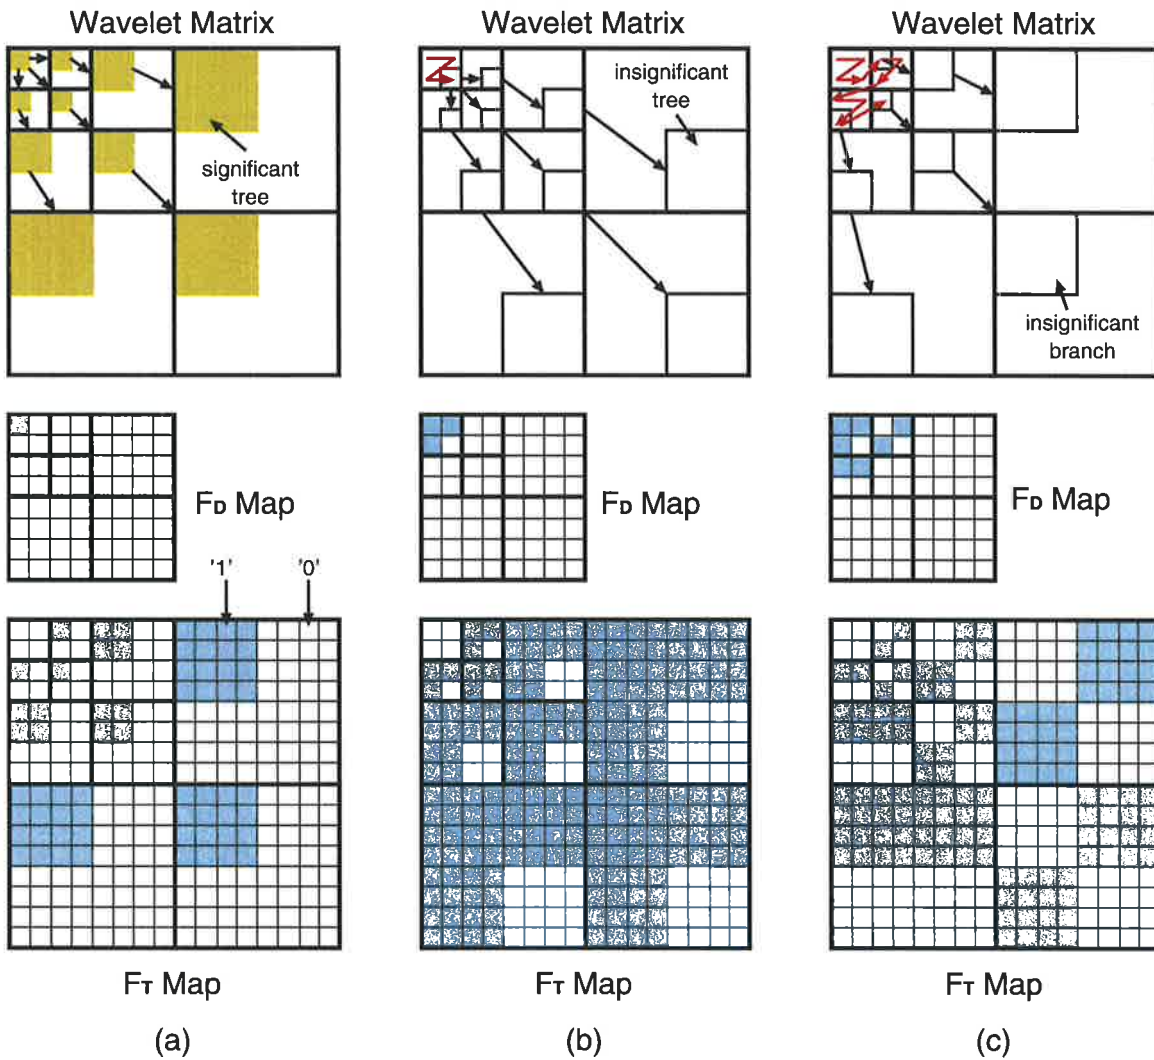 Wavelet Matrix
Wavelet Matrix
Wavelet Matrix
significant
tree
insignificant
tree
insignificant
branch
FD Map
FD Map
FD Map
'1'
'0'
FT Map
FT Map
FT Map
(a)
(b)
(c)